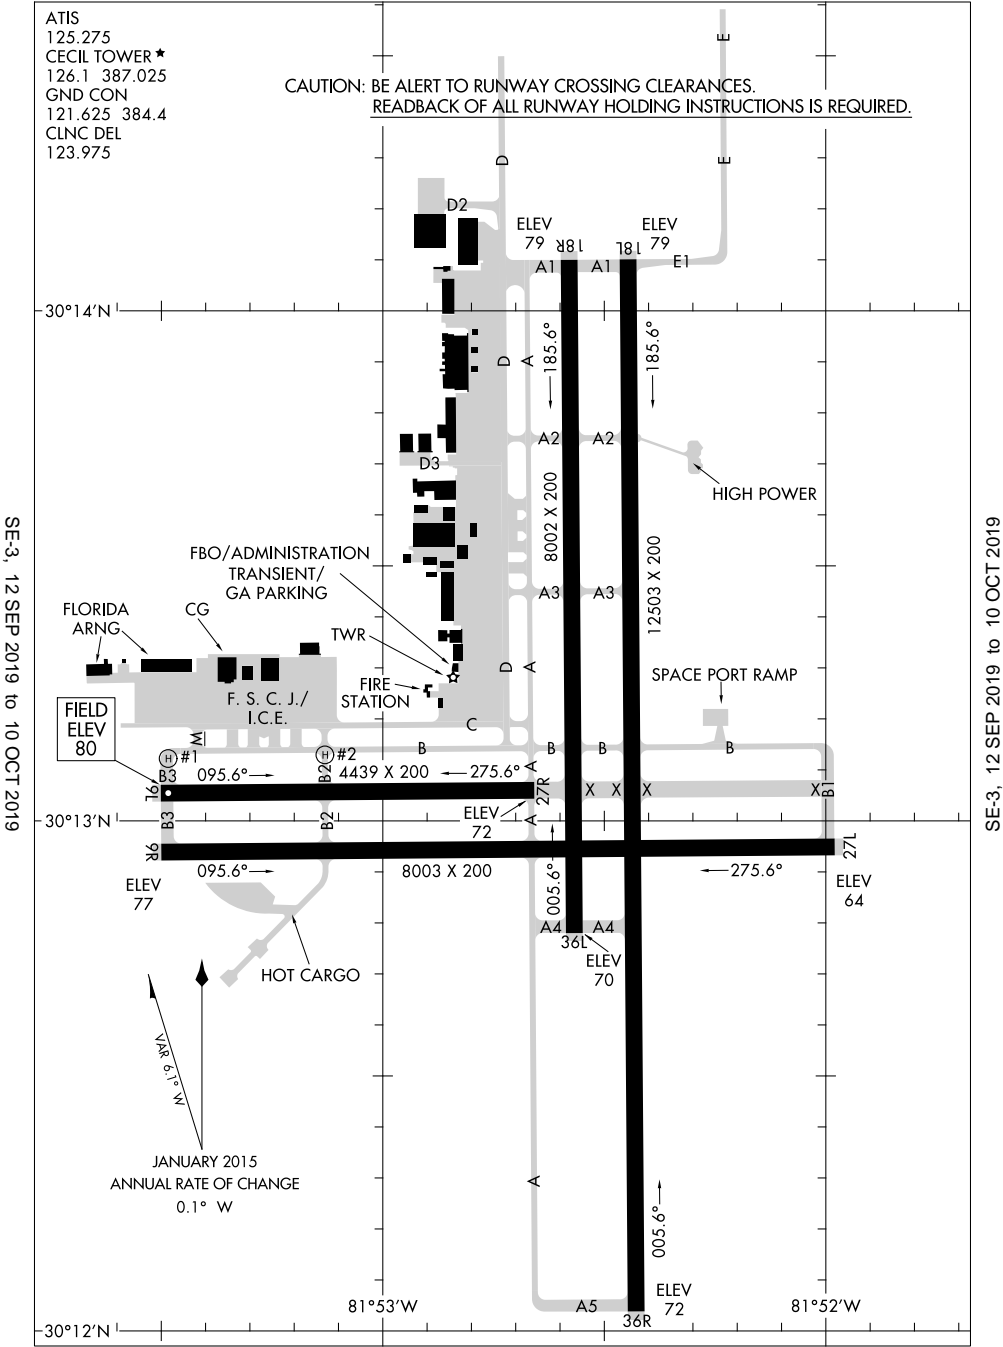 ATIS
125.275
CECIL TOWER ★
126.1 387.025
GND CON
121.625 384.4
CLNC DEL
123.975
CAUTION: BE ALERT TO RUNWAY CROSSING CLEARANCES.
READBACK OF ALL RUNWAY HOLDING INSTRUCTIONS IS REQUIRED.
E
D
E
D2
ELEV
79
18R
18L
ELEV
79
A1
A1
E1
30°14'N
185.6°
185.6°
D
A
A2
A2
D3
HIGH POWER
8002 X 200
12503 X 200
FBO/ADMINISTRATION
TRANSIENT/
GA PARKING
A3
A3
FLORIDA
ARNG
CG
TWR
FIRE
STATION
D
A
SPACE PORT RAMP
F. S. C. J./
I.C.E.
FIELD
ELEV
80
C
M
H #1
H #2
B
B
B
B
B3
095.6°
B2
4439 X 200
275.6°
A
9L
27R
X
X
X
X
B1
ELEV
72
30°13'N
B3
B2
A
9R
27L
095.6°
8003 X 200
005.6°
275.6°
ELEV
77
ELEV
64
A4
A4
36L
ELEV
70
HOT CARGO
VAR 6.1° W
JANUARY 2015
ANNUAL RATE OF CHANGE
0.1° W
A
005.6°
A5
36R
ELEV
72
81°53'W
81°52'W
30°12'N
SE-3, 12 SEP 2019 to 10 OCT 2019
SE-3, 12 SEP 2019 to 10 OCT 2019